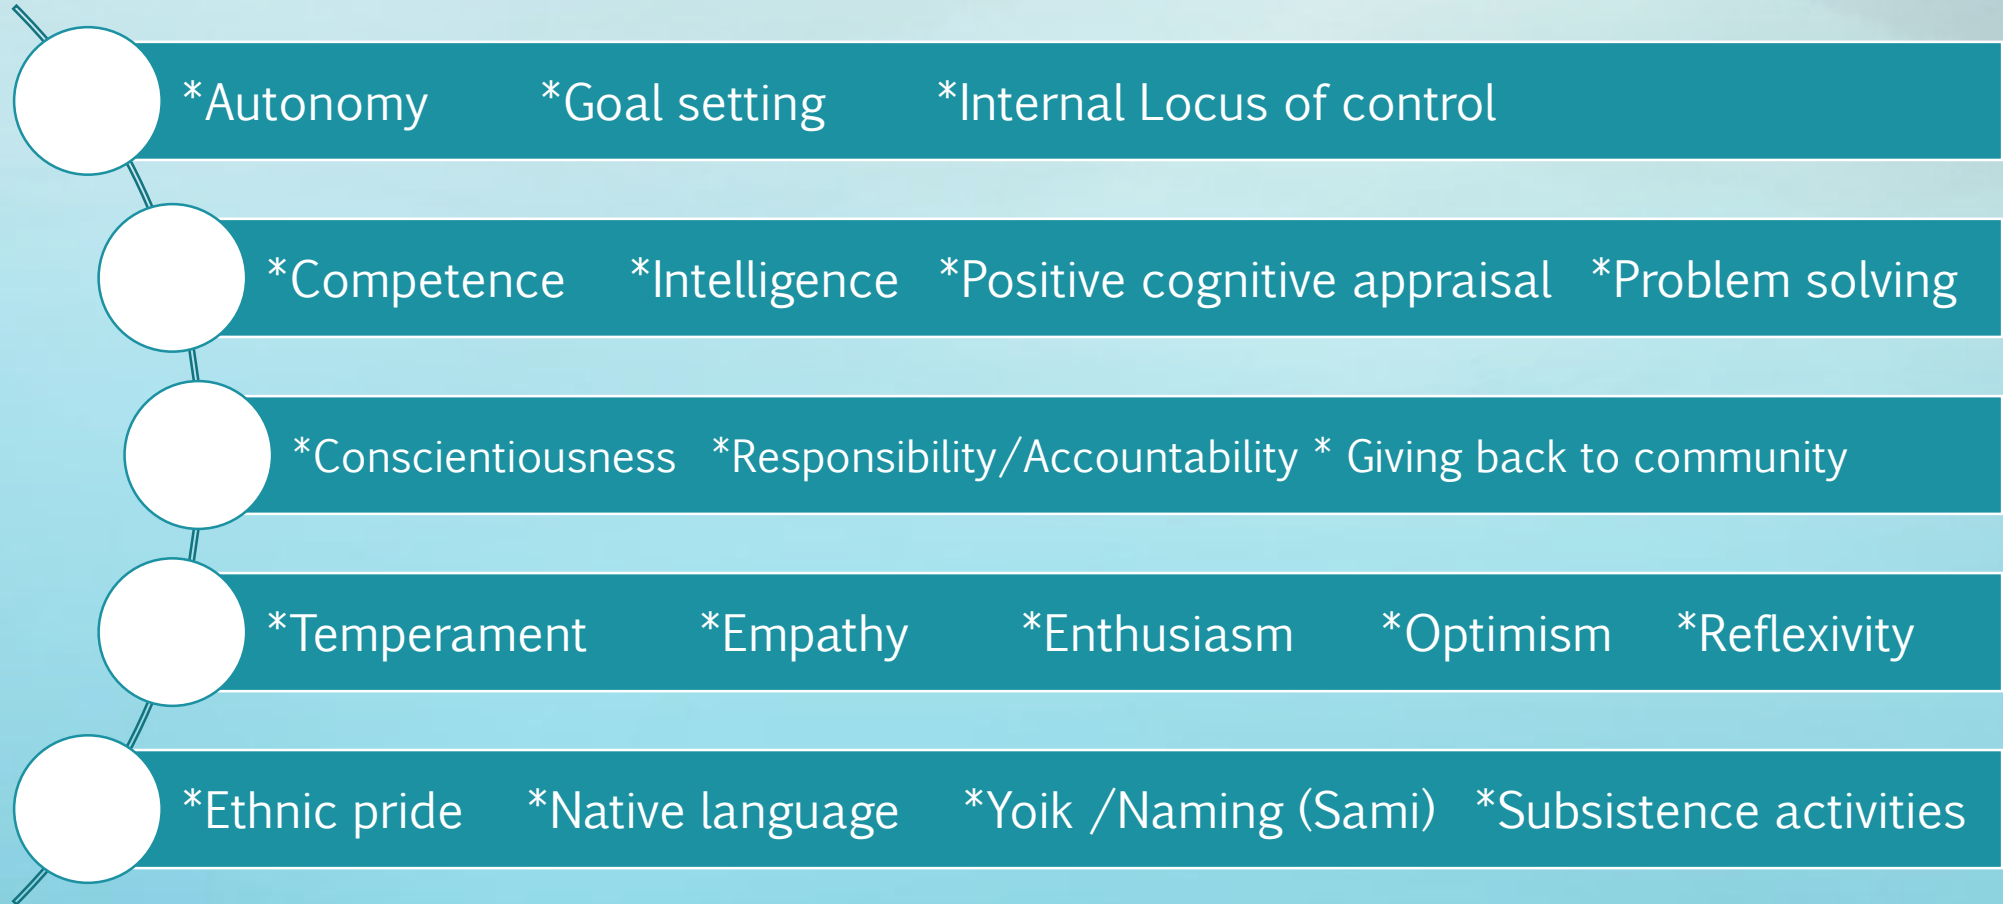 *Autonomy *Goal setting *Internal Locus of control
*Competence *Intelligence *Positive cognitive appraisal *Problem solving
*Conscientiousness *Responsibility/Accountability * Giving back to community
*Temperament *Empathy *Enthusiasm *Optimism *Reflexivity
*Ethnic pride *Native language *Yoik /Naming (Sami) *Subsistence activities